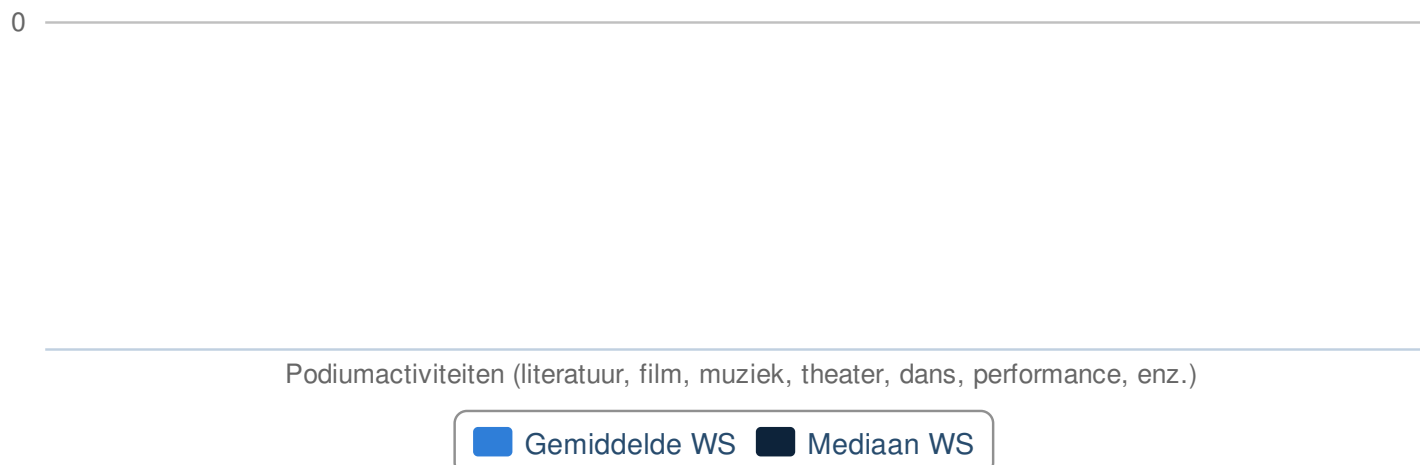 0
Podiumactiviteiten (literatuur, film, muziek, theater, dans, performance, enz.)
Gemiddelde WS Mediaan WS